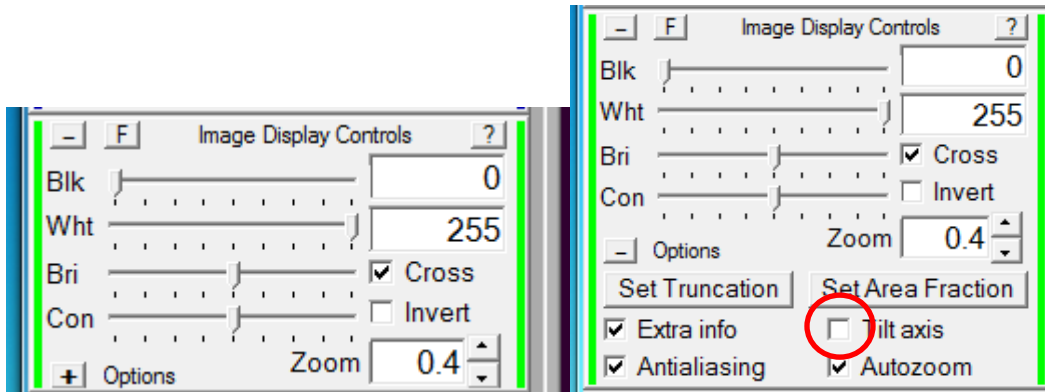 – F Image Display Controls ?
Blk 0
Wht 255
Bri Cross
Con Invert
+ Options Zoom 0.4
– F Image Display Controls ?
Blk 0
Wht 255
Bri Cross
Con Invert
– Options Zoom 0.4
Set Truncation Set Area Fraction
Extra info Tilt axis
Antialiasing Autozoom